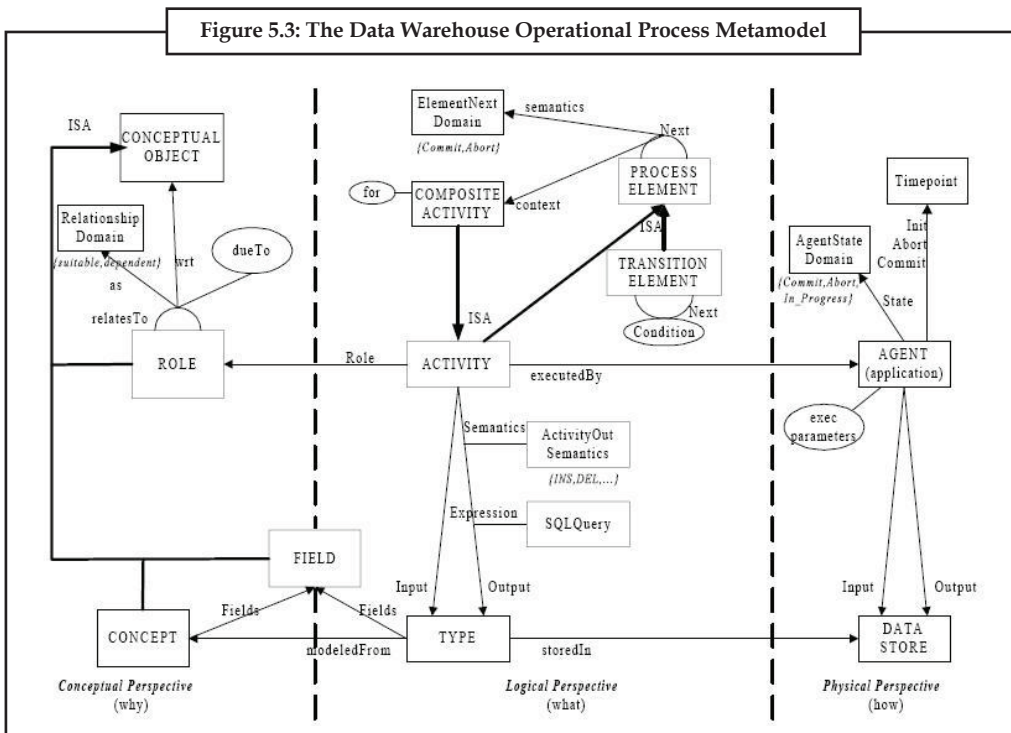 Figure 5.3: The Data Warehouse Operational Process Metamodel
ISA
CONCEPTUAL
OBJECT
Relationship
Domain
{suitable,dependent}
as
wrt
dueTo
relatesTo
ROLE
FIELD
Fields
Fields
CONCEPT
modeledFrom
Conceptual Perspective
(why)
ElementNext
Domain
{Commit,Abort}
semantics
Next
PROCESS
ELEMENT
for
COMPOSITE
ACTIVITY
context
ISA
TRANSITION
ELEMENT
Next
Condition
ISA
Role
ACTIVITY
executedBy
Semantics
ActivityOut
Semantics
{INS,DEL,...}
Expression
SQLQuery
Input
Output
TYPE
storedIn
Logical Perspective
(what)
Timepoint
Init
Abort
Commit
AgentState
Domain
{Commit,Abort,
In_Progress}
State
AGENT
(application)
exec
parameters
Input
Output
DATA
STORE
Physical Perspective
(how)